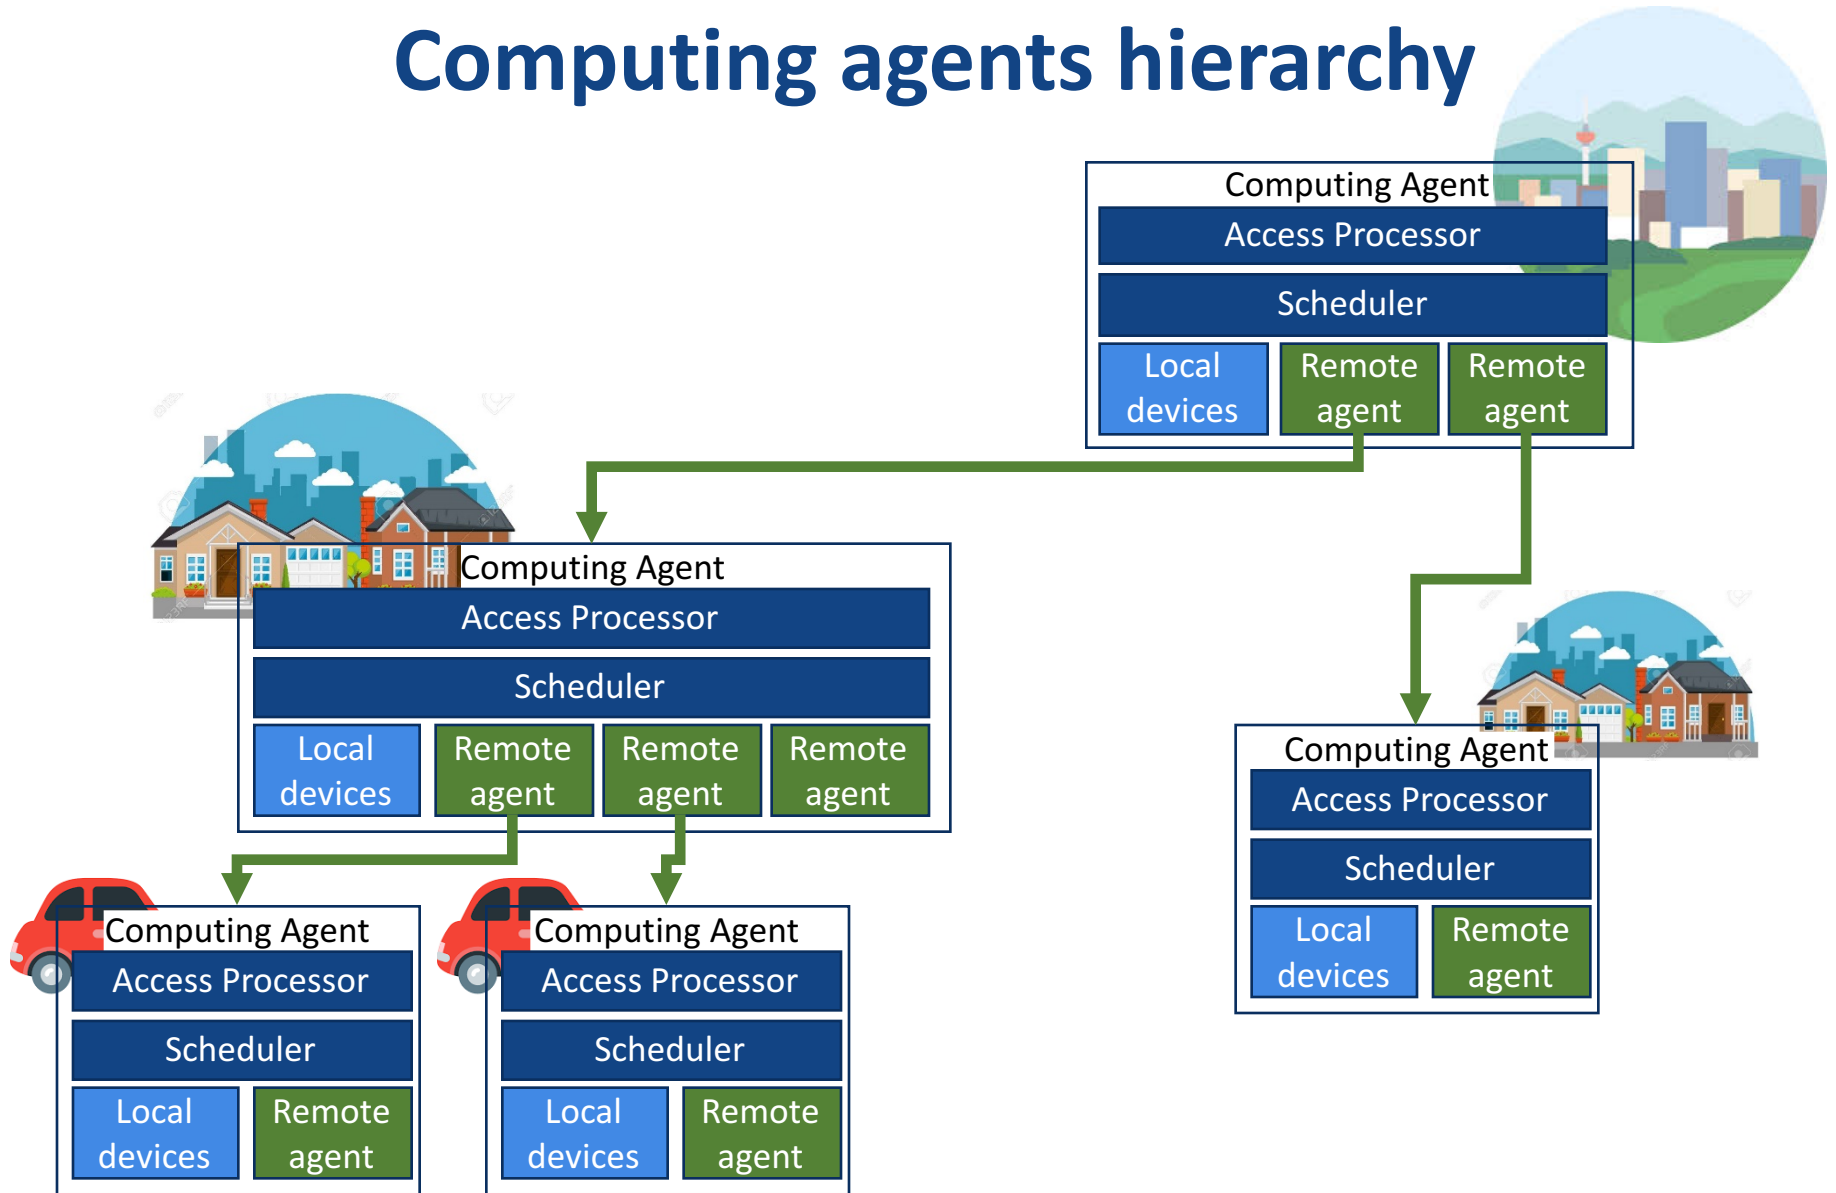 Computing agents hierarchy
Computing Agent
Access Processor
Scheduler
Local
devices
Remote
agent
Remote
agent
Computing Agent
Access Processor
Scheduler
Local
devices
Remote
agent
Remote
agent
Remote
agent
Computing Agent
Access Processor
Scheduler
Local
devices
Remote
agent
Computing Agent
Access Processor
Scheduler
Local
devices
Remote
agent
Computing Agent
Access Processor
Scheduler
Local
devices
Remote
agent